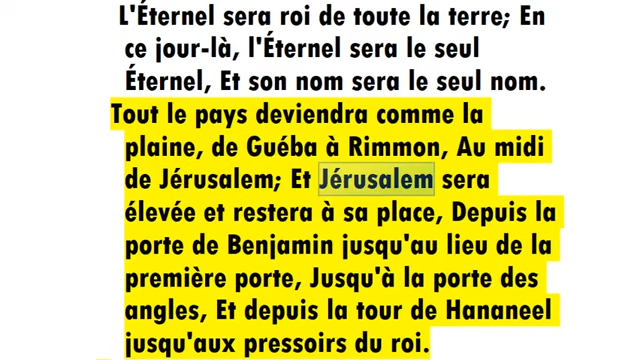 L'Éternel sera roi de toute la terre; En
ce jour-là, l'Éternel sera le seul
Éternel, Et son nom sera le seul nom.
Tout le pays deviendra comme la
plaine, de Guéba à Rimmon, Au midi
de Jérusalem; Et Jérusalem sera
élevée et restera à sa place, Depuis la
porte de Benjamin jusqu'au lieu de la
première porte, Jusqu'à la porte des
angles, Et depuis la tour de Hananeel
jusqu'aux pressoirs du roi.